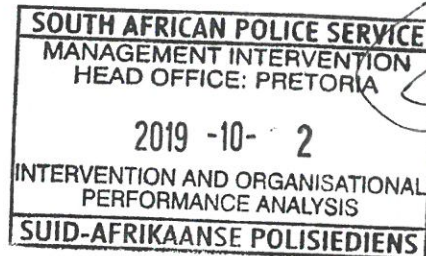 SOUTH AFRICAN POLICE SERVICE
MANAGEMENT INTERVENTION
HEAD OFFICE: PRETORIA
2019 -10- 2
INTERVENTION AND ORGANISATIONAL
PERFORMANCE ANALYSIS
SUID-AFRIKAANSE POLISIEDIENS